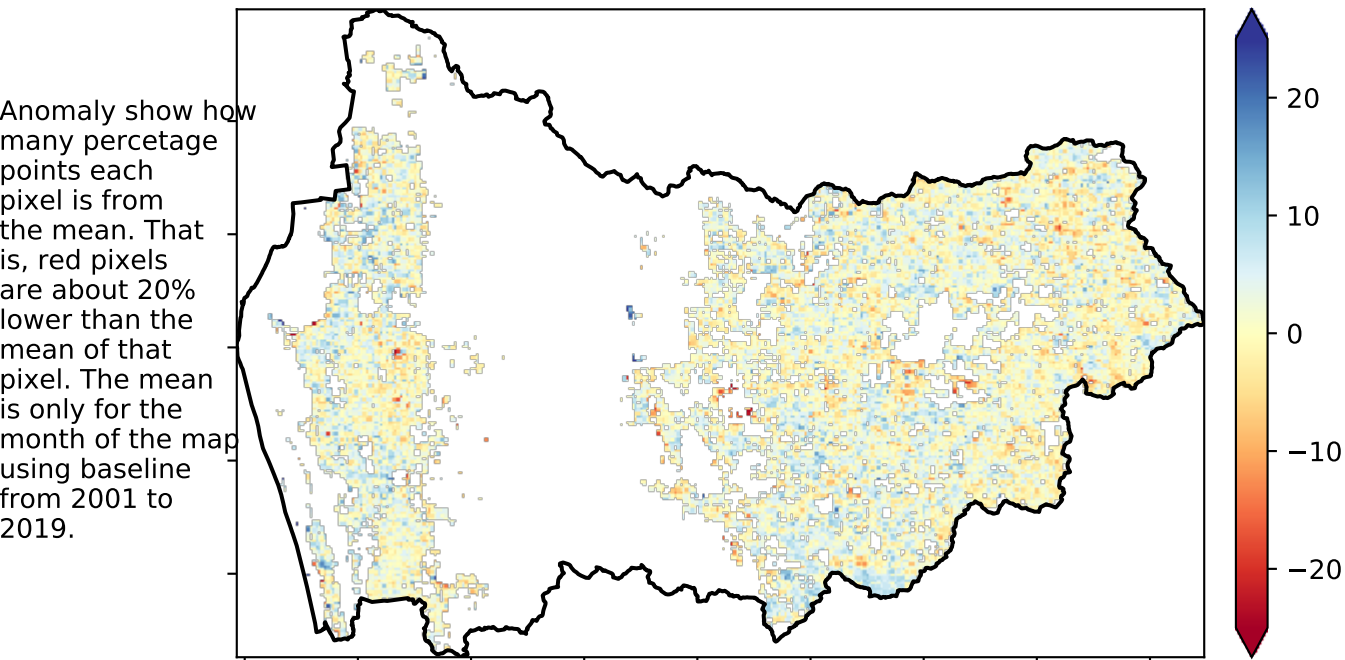 Anomaly show how
many percetage
points each
pixel is from
the mean. That
is, red pixels
are about 20%
lower than the
mean of that
pixel. The mean
is only for the
month of the map
using baseline
from 2001 to
2019.
20
10
0
−10
−20